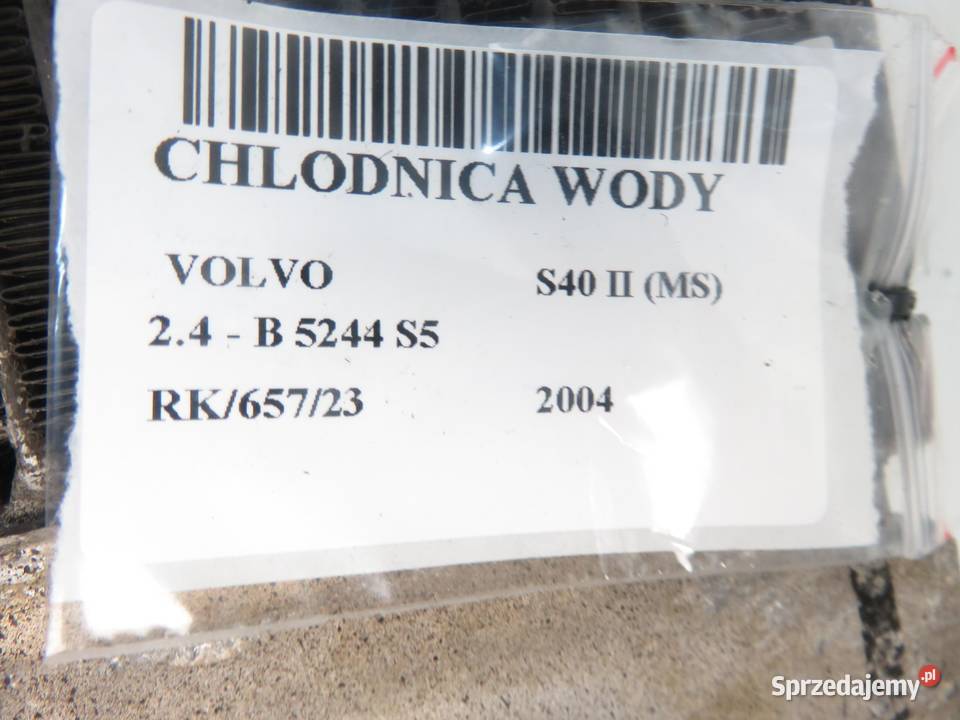 CHLODNICA WODY
VOLVO S40 II (MS)
2.4 - B 5244 S5
RK/657/23 2004
Sprzedajemy.pl